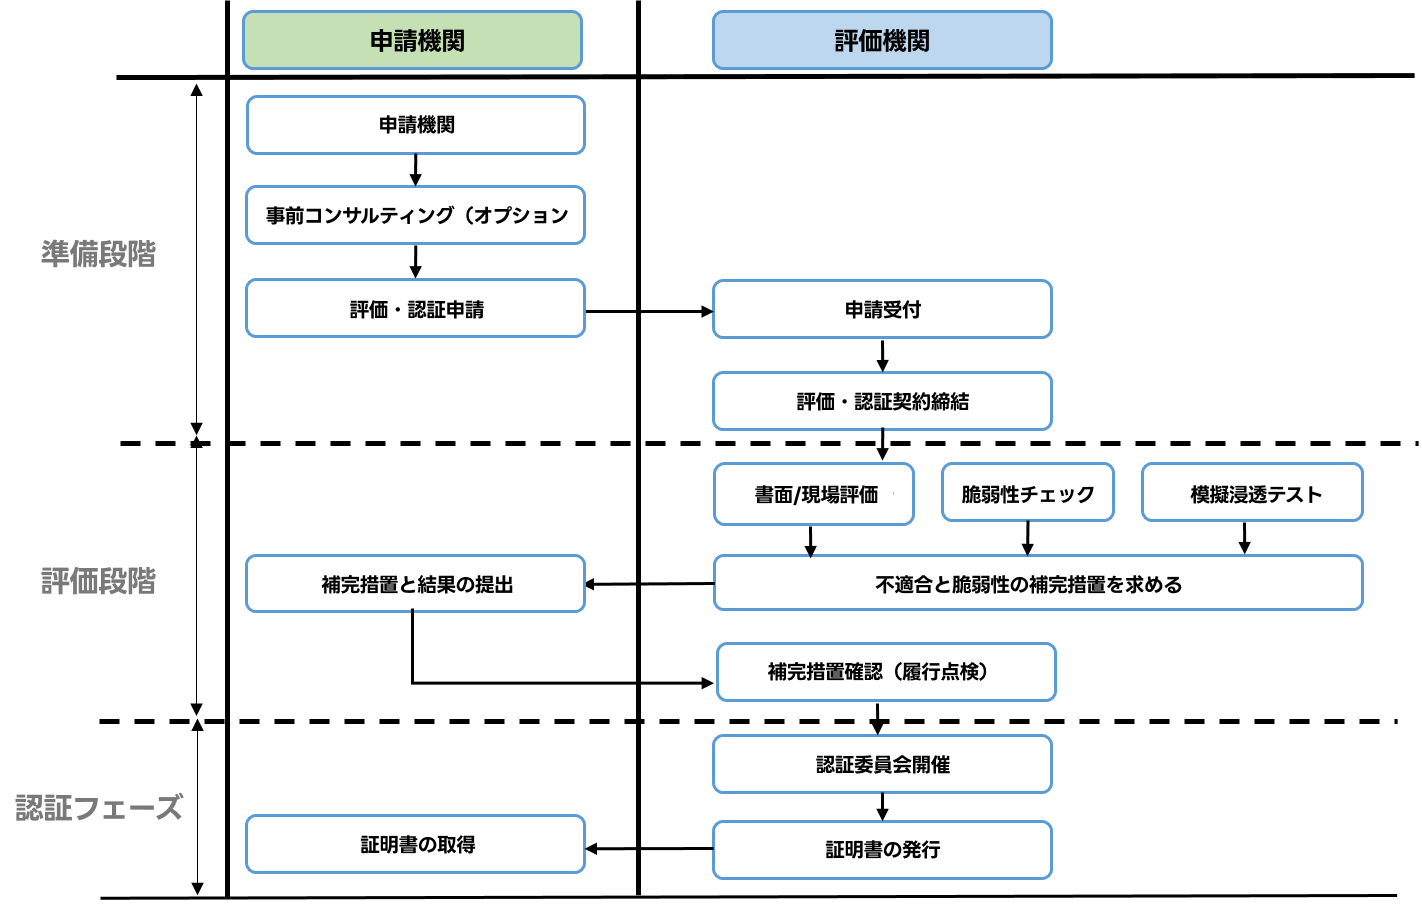 申請機関
評価機関
準備段階
申請機関
事前コンサルティング（オプション
評価・認証申請
申請受付
評価・認証契約締結
評価段階
書面/現場評価
脆弱性チェック
模擬浸透テスト
補完措置と結果の提出
不適合と脆弱性の補完措置を求める
補完措置確認（履行点検）
認証フェーズ
認証委員会開催
証明書の取得
証明書の発行